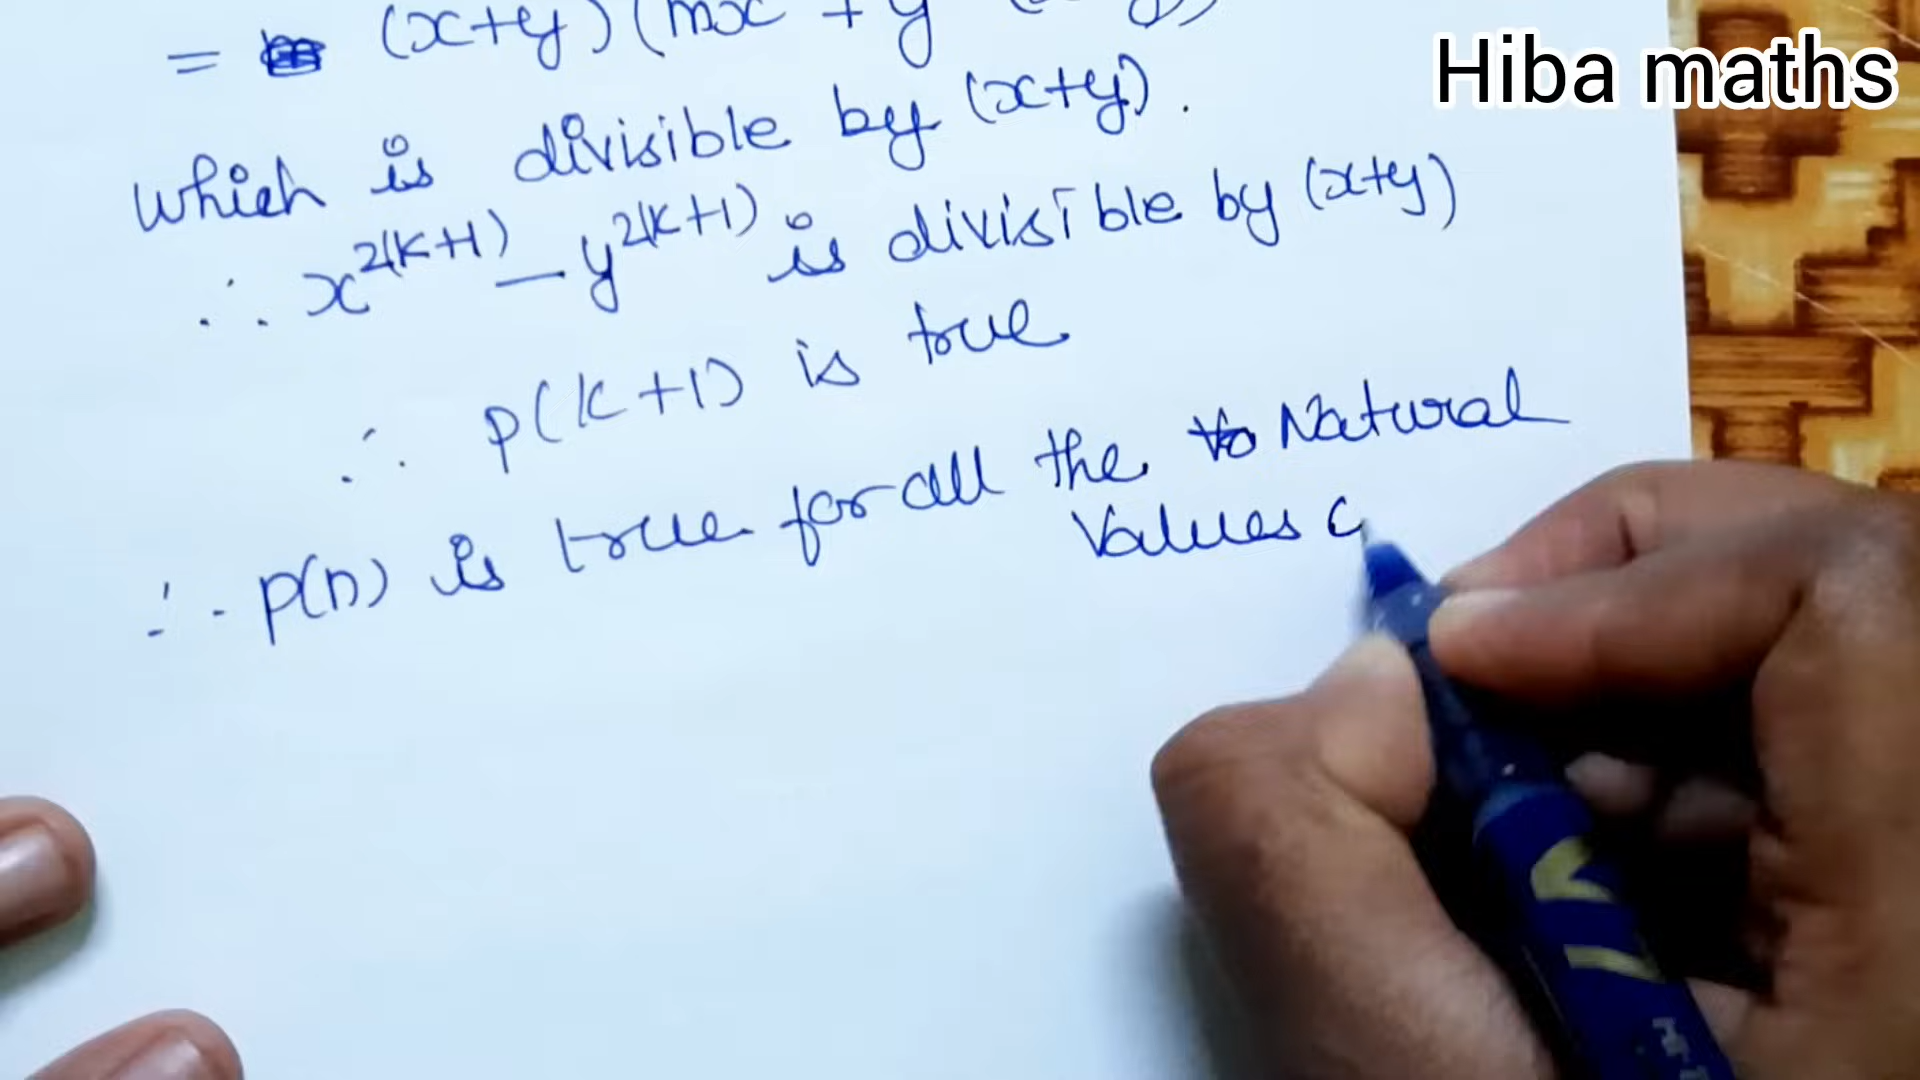 Hiba maths
= (x+y)(mx + y
which is divisible by (x+y).
∴ x^2(k+1) – y^2(k+1) is divisible by (x+y)
∴ p(k+1) is true
∴ p(n) is true for all the Natural
Values